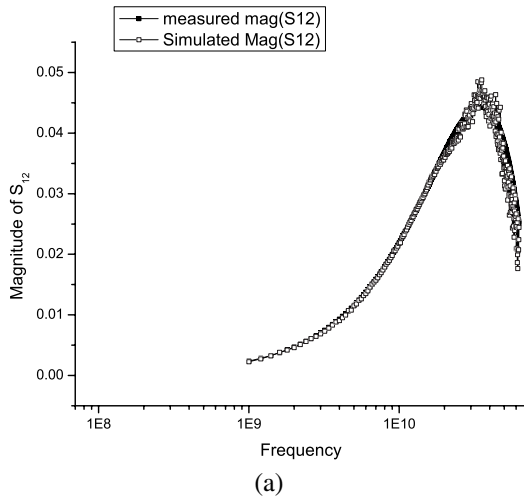 measured mag(S12)
Simulated Mag(S12)
0.05
0.04
0.03
0.02
0.01
0.00
Magnitude of S₁₂
1E8 1E9 1E10
Frequency
(a)